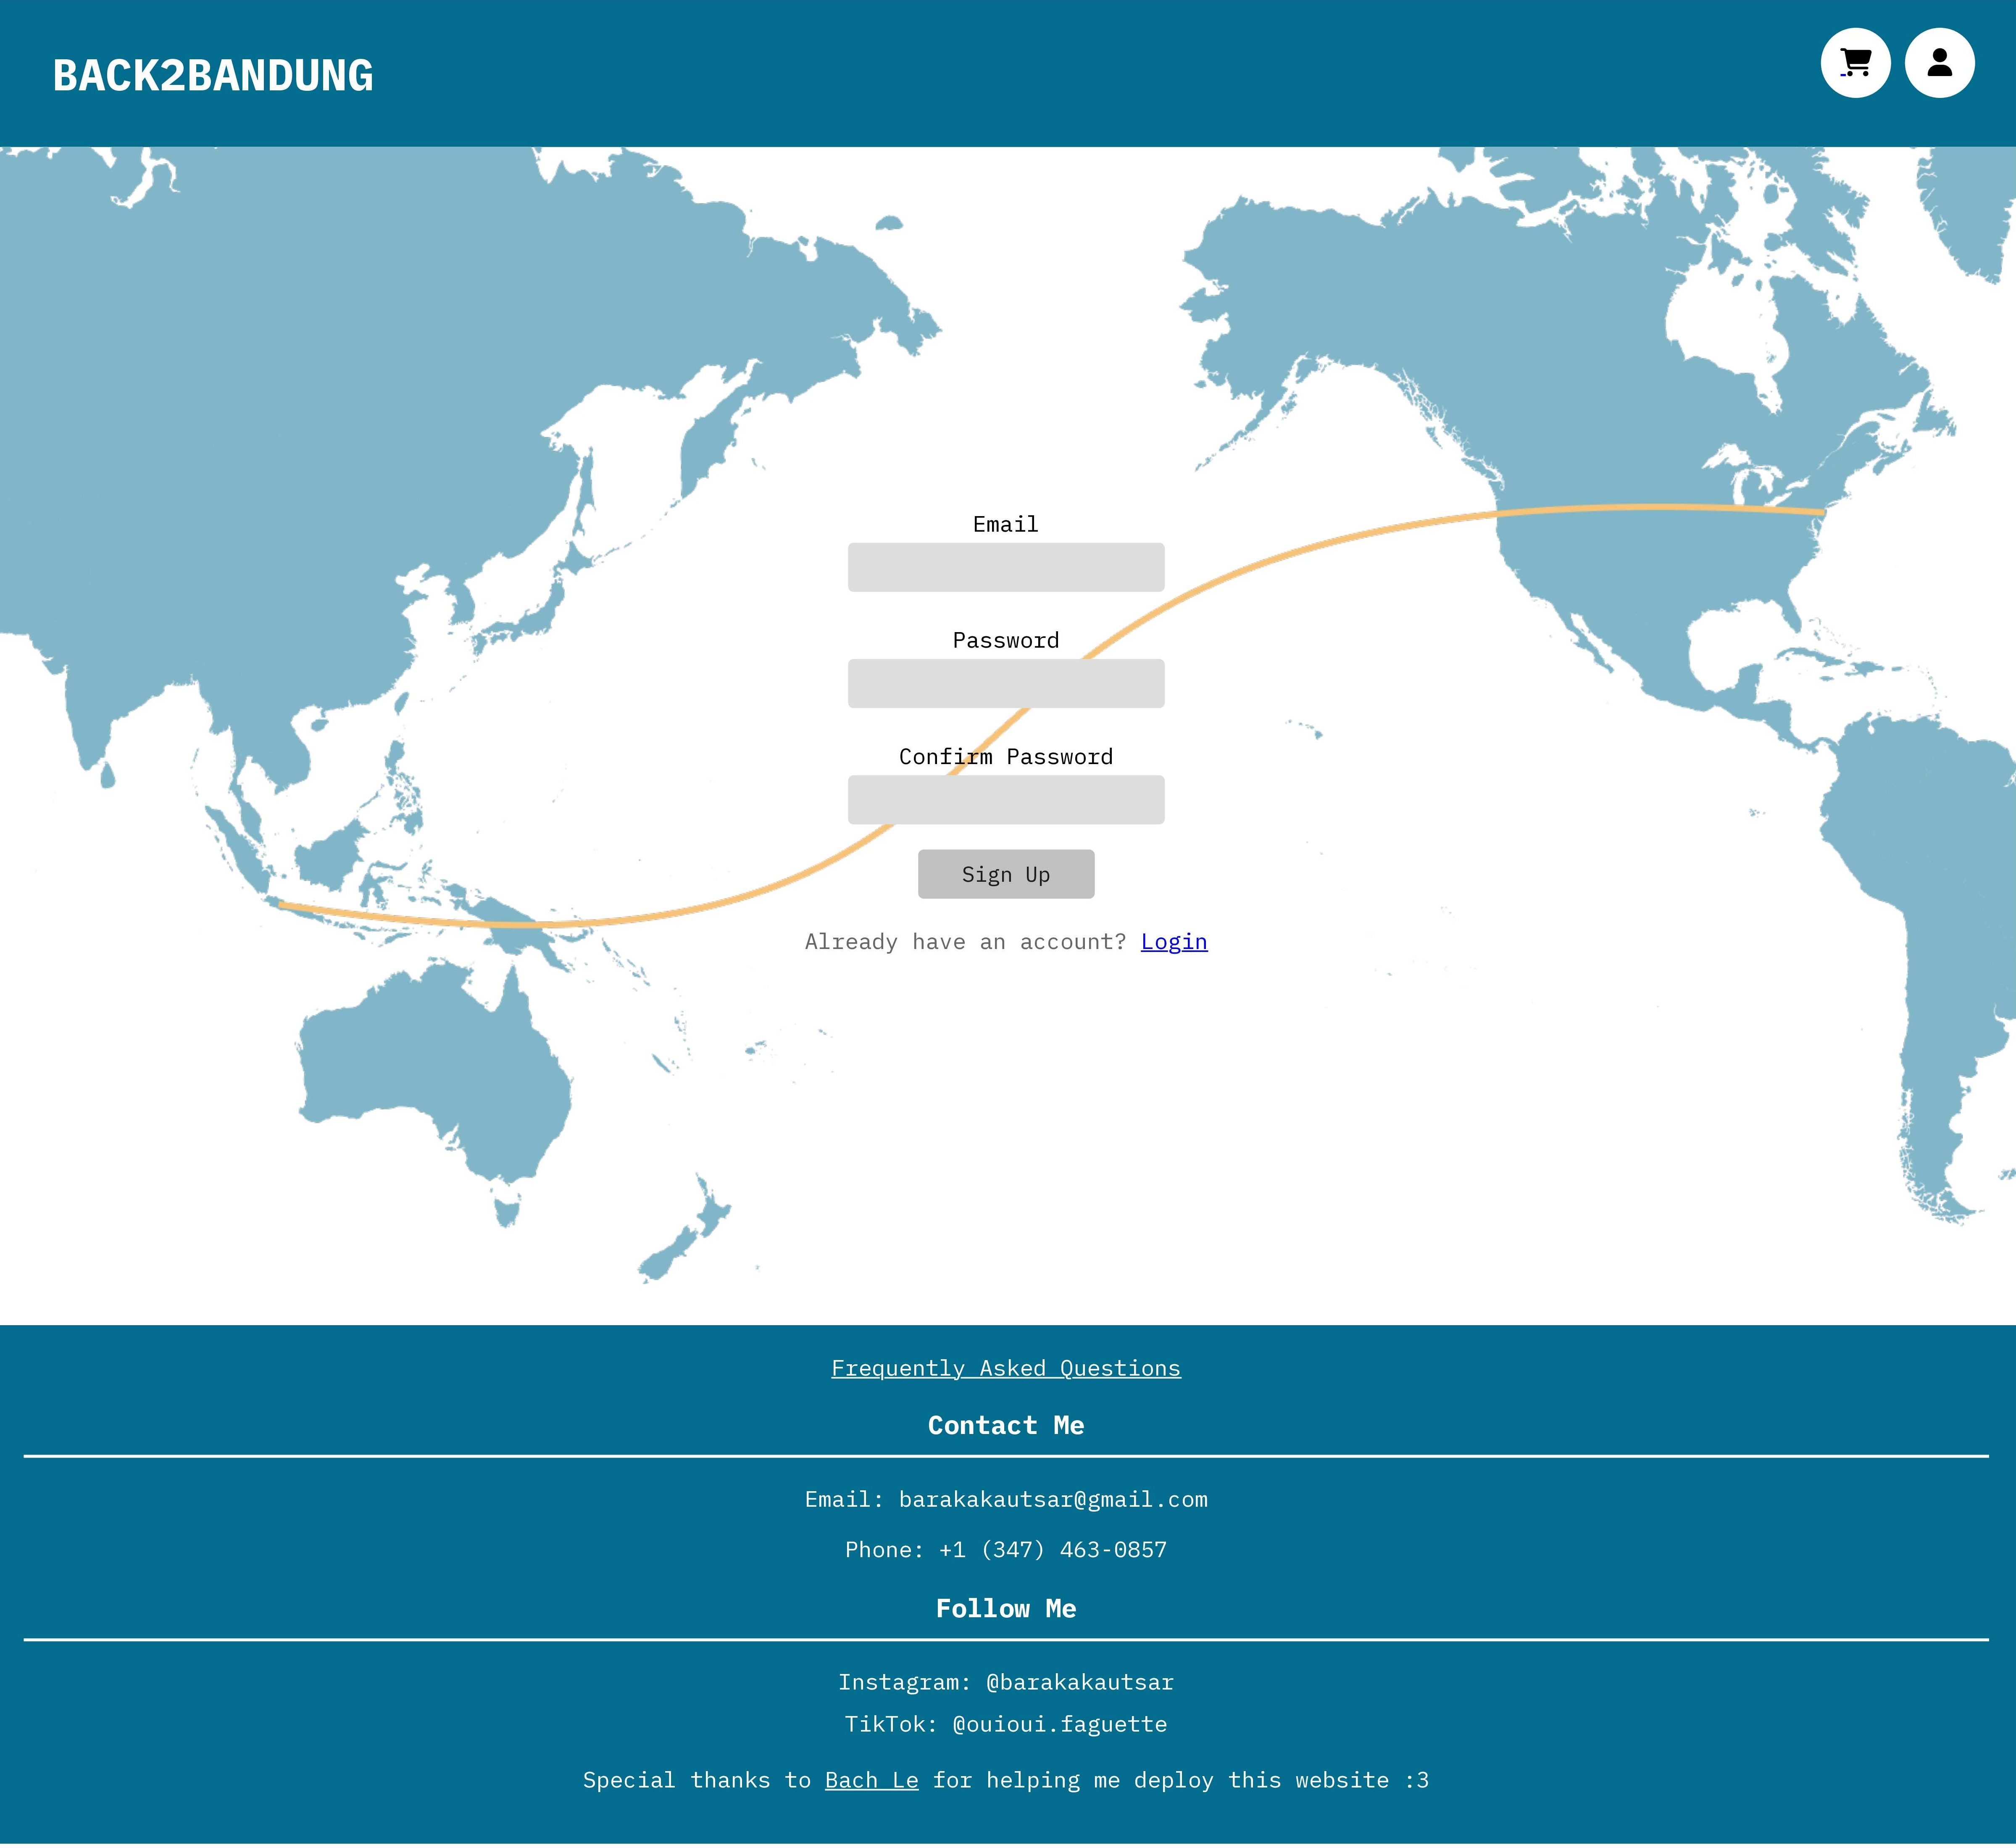 BACK2BANDUNG
Email
Password
Confirm Password
Sign Up
Already have an account? Login
Frequently Asked Questions
Contact Me
Email: barakakautsar@gmail.com
Phone: +1 (347) 463-0857
Follow Me
Instagram: @barakakautsar
TikTok: @ouioui.faguette
Special thanks to Bach Le for helping me deploy this website :3